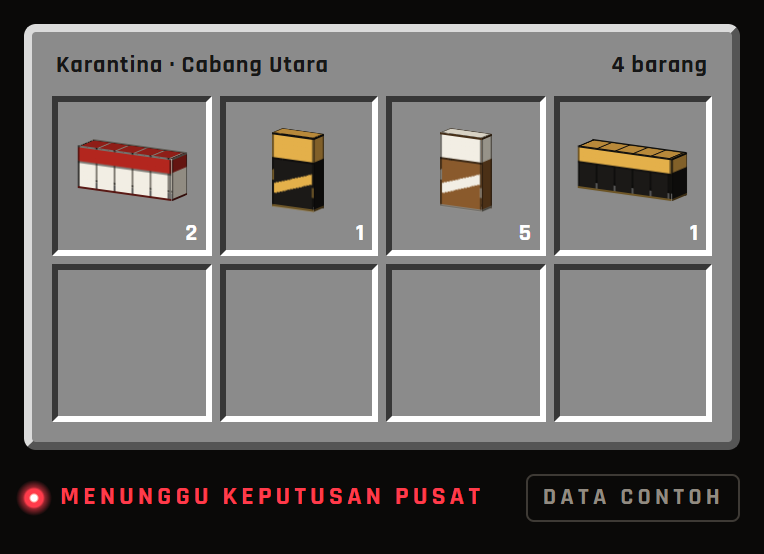 Karantina · Cabang Utara
4 barang
2
1
5
1
MENUNGGU KEPUTUSAN PUSAT
DATA CONTOH